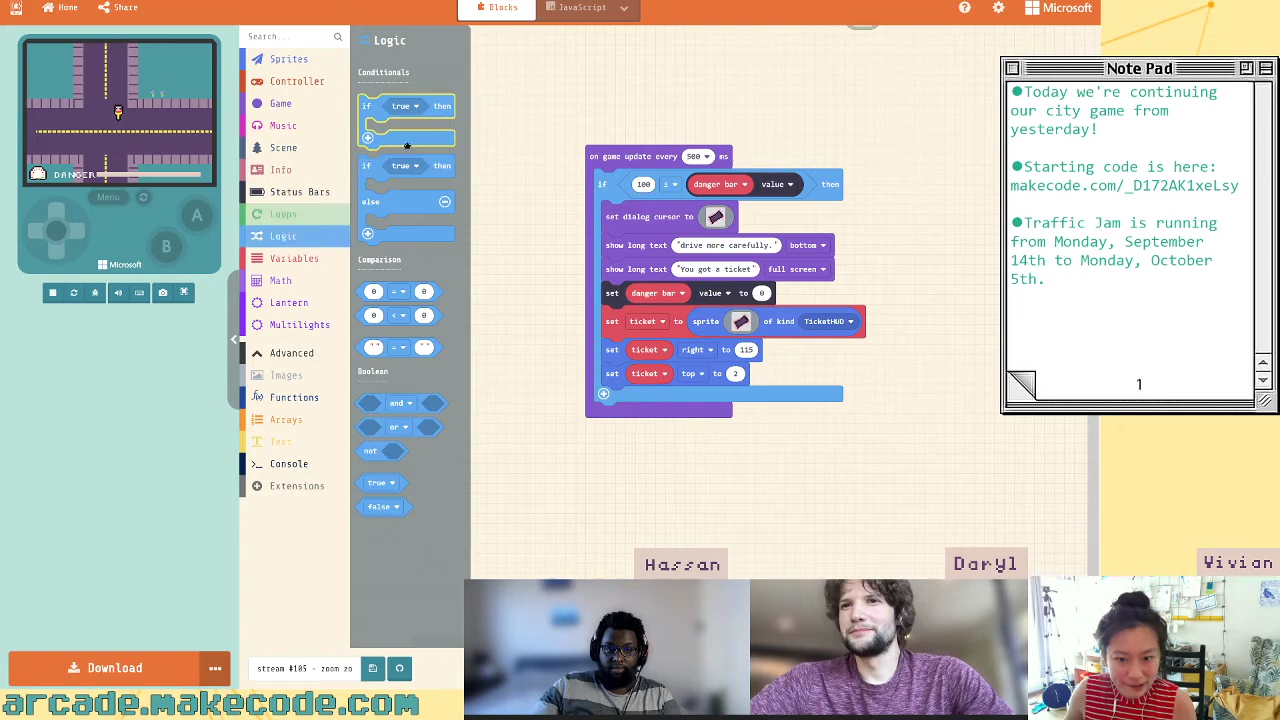 Home
Share
Blocks
JavaScript
Microsoft
DANGER
Menu
A
B
Microsoft
Search...
Sprites
Controller
Game
Music
Scene
Info
Status Bars
Loops
Logic
Variables
Math
Lantern
Multilights
Advanced
Images
Functions
Arrays
Text
Console
Extensions
Logic
Conditionals
if true then
if true then
else
Comparison
0 = 0
0 < 0
"" = ""
Boolean
and
or
not
true
false
on game update every 500 ms
if 100 ≤ danger bar value then
set dialog cursor to
show long text "drive more carefully." bottom
show long text "You got a ticket" full screen
set danger bar value to 0
set ticket to sprite of kind TicketHUD
set ticket right to 115
set ticket top to 2
Note Pad
●Today we're continuing
our city game from
yesterday!
●Starting code is here:
makecode.com/_D172AK1xeLsy
●Traffic Jam is running
from Monday, September
14th to Monday, October
5th.
1
Hassan
Daryl
Vivian
Download
stream #105 - zoom zo
arcade.makecode.com